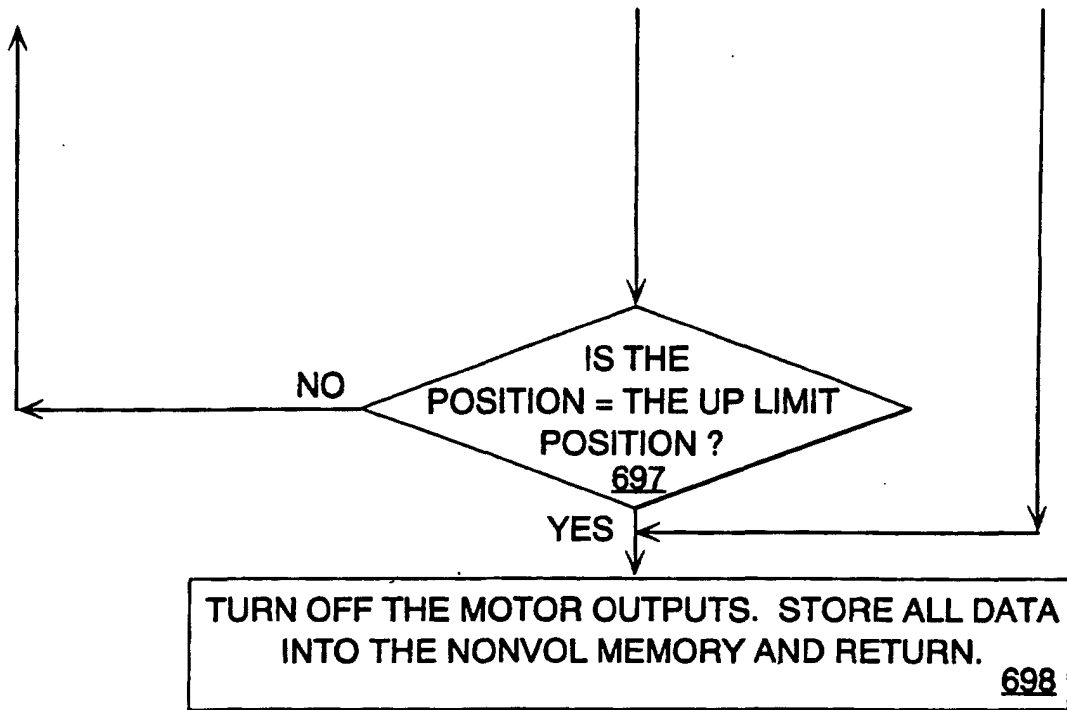 IS THE
NO
POSITION = THE UP LIMIT
POSITION ?
697
YES
TURN OFF THE MOTOR OUTPUTS. STORE ALL DATA
INTO THE NONVOL MEMORY AND RETURN.
698